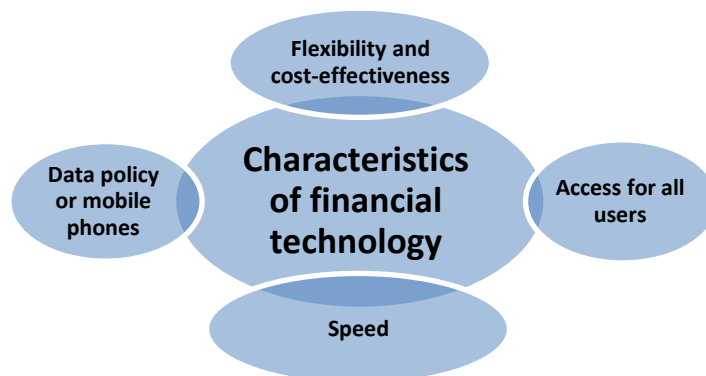 Flexibility and
cost-effectiveness
Characteristics
of financial
technology
Data policy
or mobile
phones
Access for all
users
Speed